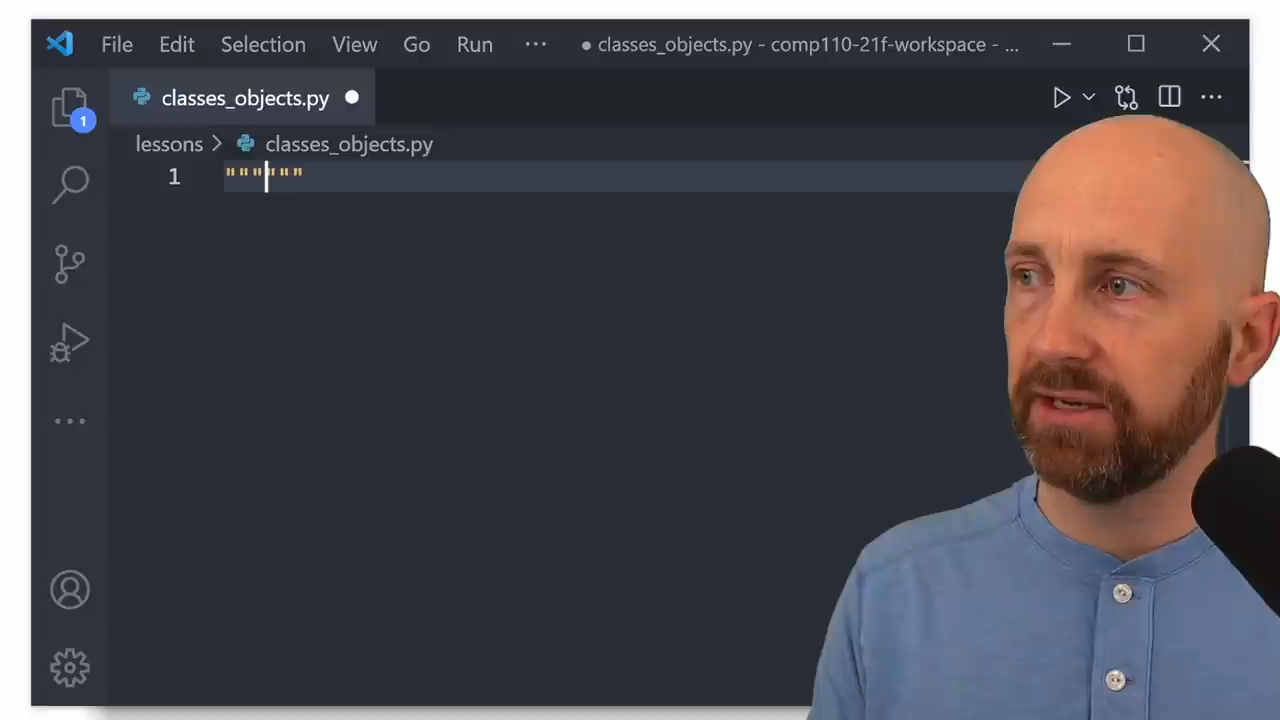 File Edit Selection View Go Run ··· ● classes_objects.py - comp110-21f-workspace - ...
classes_objects.py ●
1
lessons > classes_objects.py
1 """"""